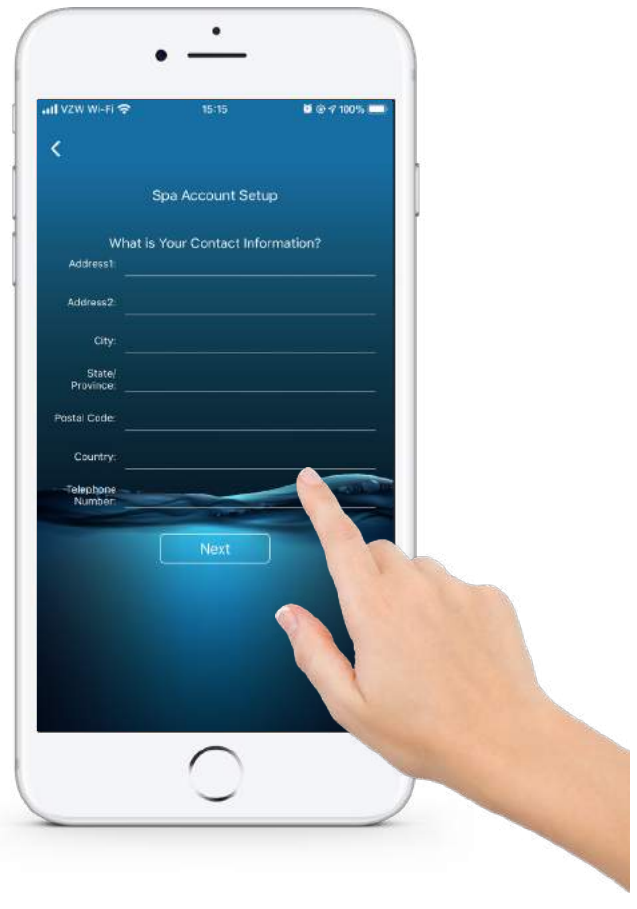 VZW Wi-Fi 15:15 100%
Spa Account Setup
What is Your Contact Information?
Address1:
Address2:
City:
State/
Province:
Postal Code:
Country:
Telephone
Number:
Next